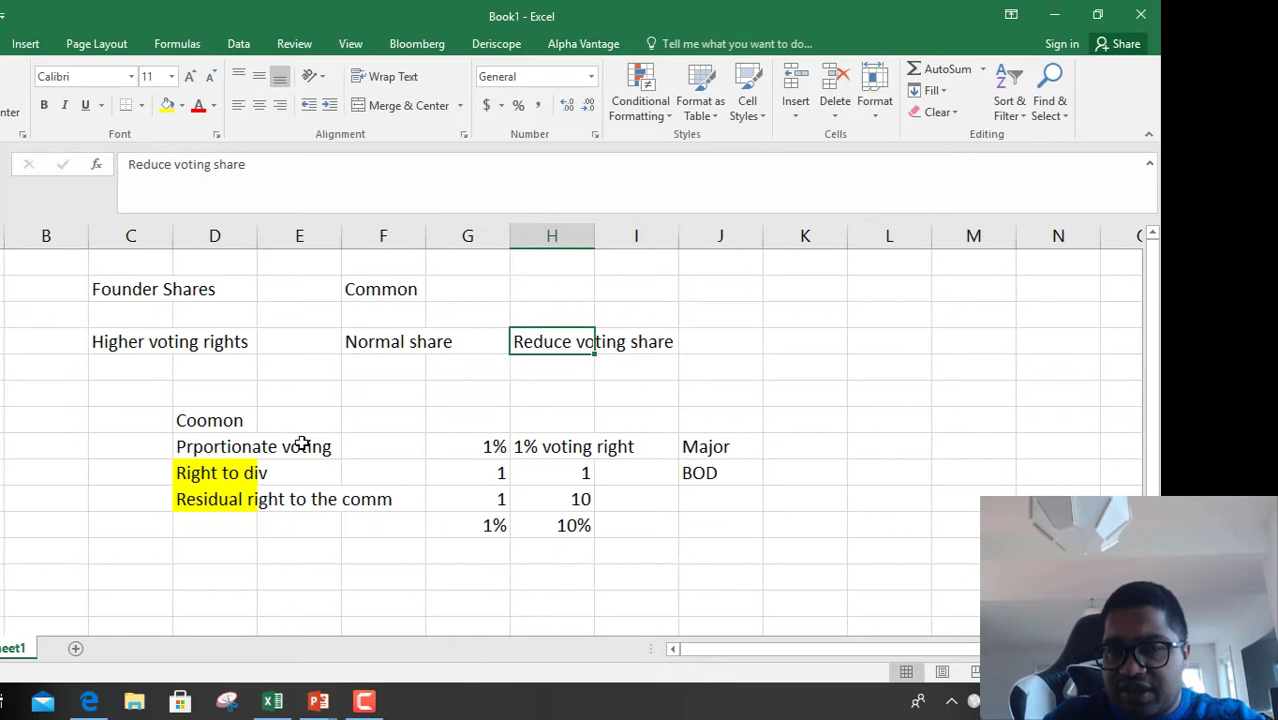 Book1 - Excel
Insert Page Layout Formulas Data Review View Bloomberg Deriscope Alpha Vantage Tell me what you want to do... Sign in Share
Calibri 11 Wrap Text General AutoSum
Conditional Format as Cell Insert Delete Format Sort & Find &
Fill
B I U Merge & Center $ % , Formatting Table Styles Filter Select
Clear
Font Alignment Number Styles Cells Editing
fx Reduce voting share
B C D E F G H I J K L M N
Founder Shares Common
Higher voting rights Normal share Reduce voting share
Coomon
Prportionate voting 1% 1% voting right Major
Right to div 1 1 BOD
Residual right to the comm 1 10
1% 10%
eet1